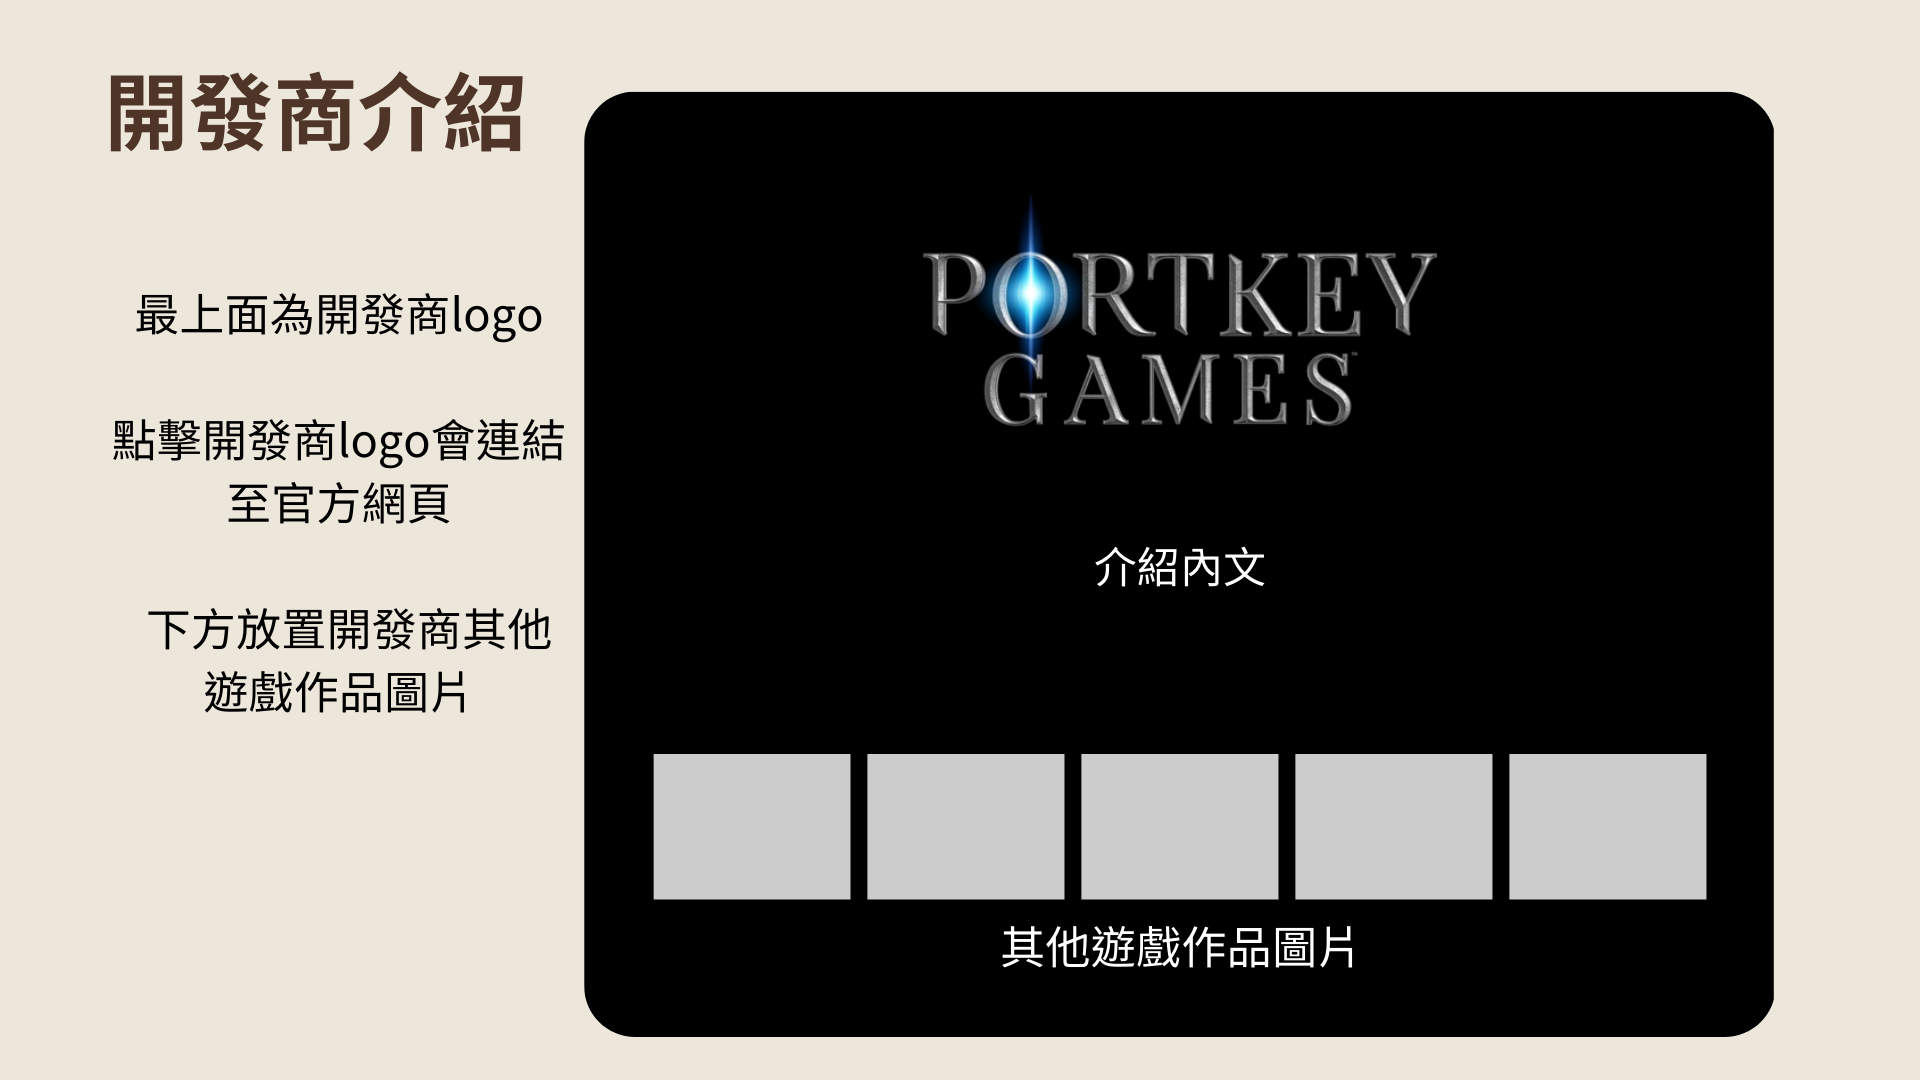 開發商介紹
最上面為開發商logo
點擊開發商logo會連結
至官方網頁
下方放置開發商其他
遊戲作品圖片
PORTKEY
GAMES™
介紹內文
其他遊戲作品圖片